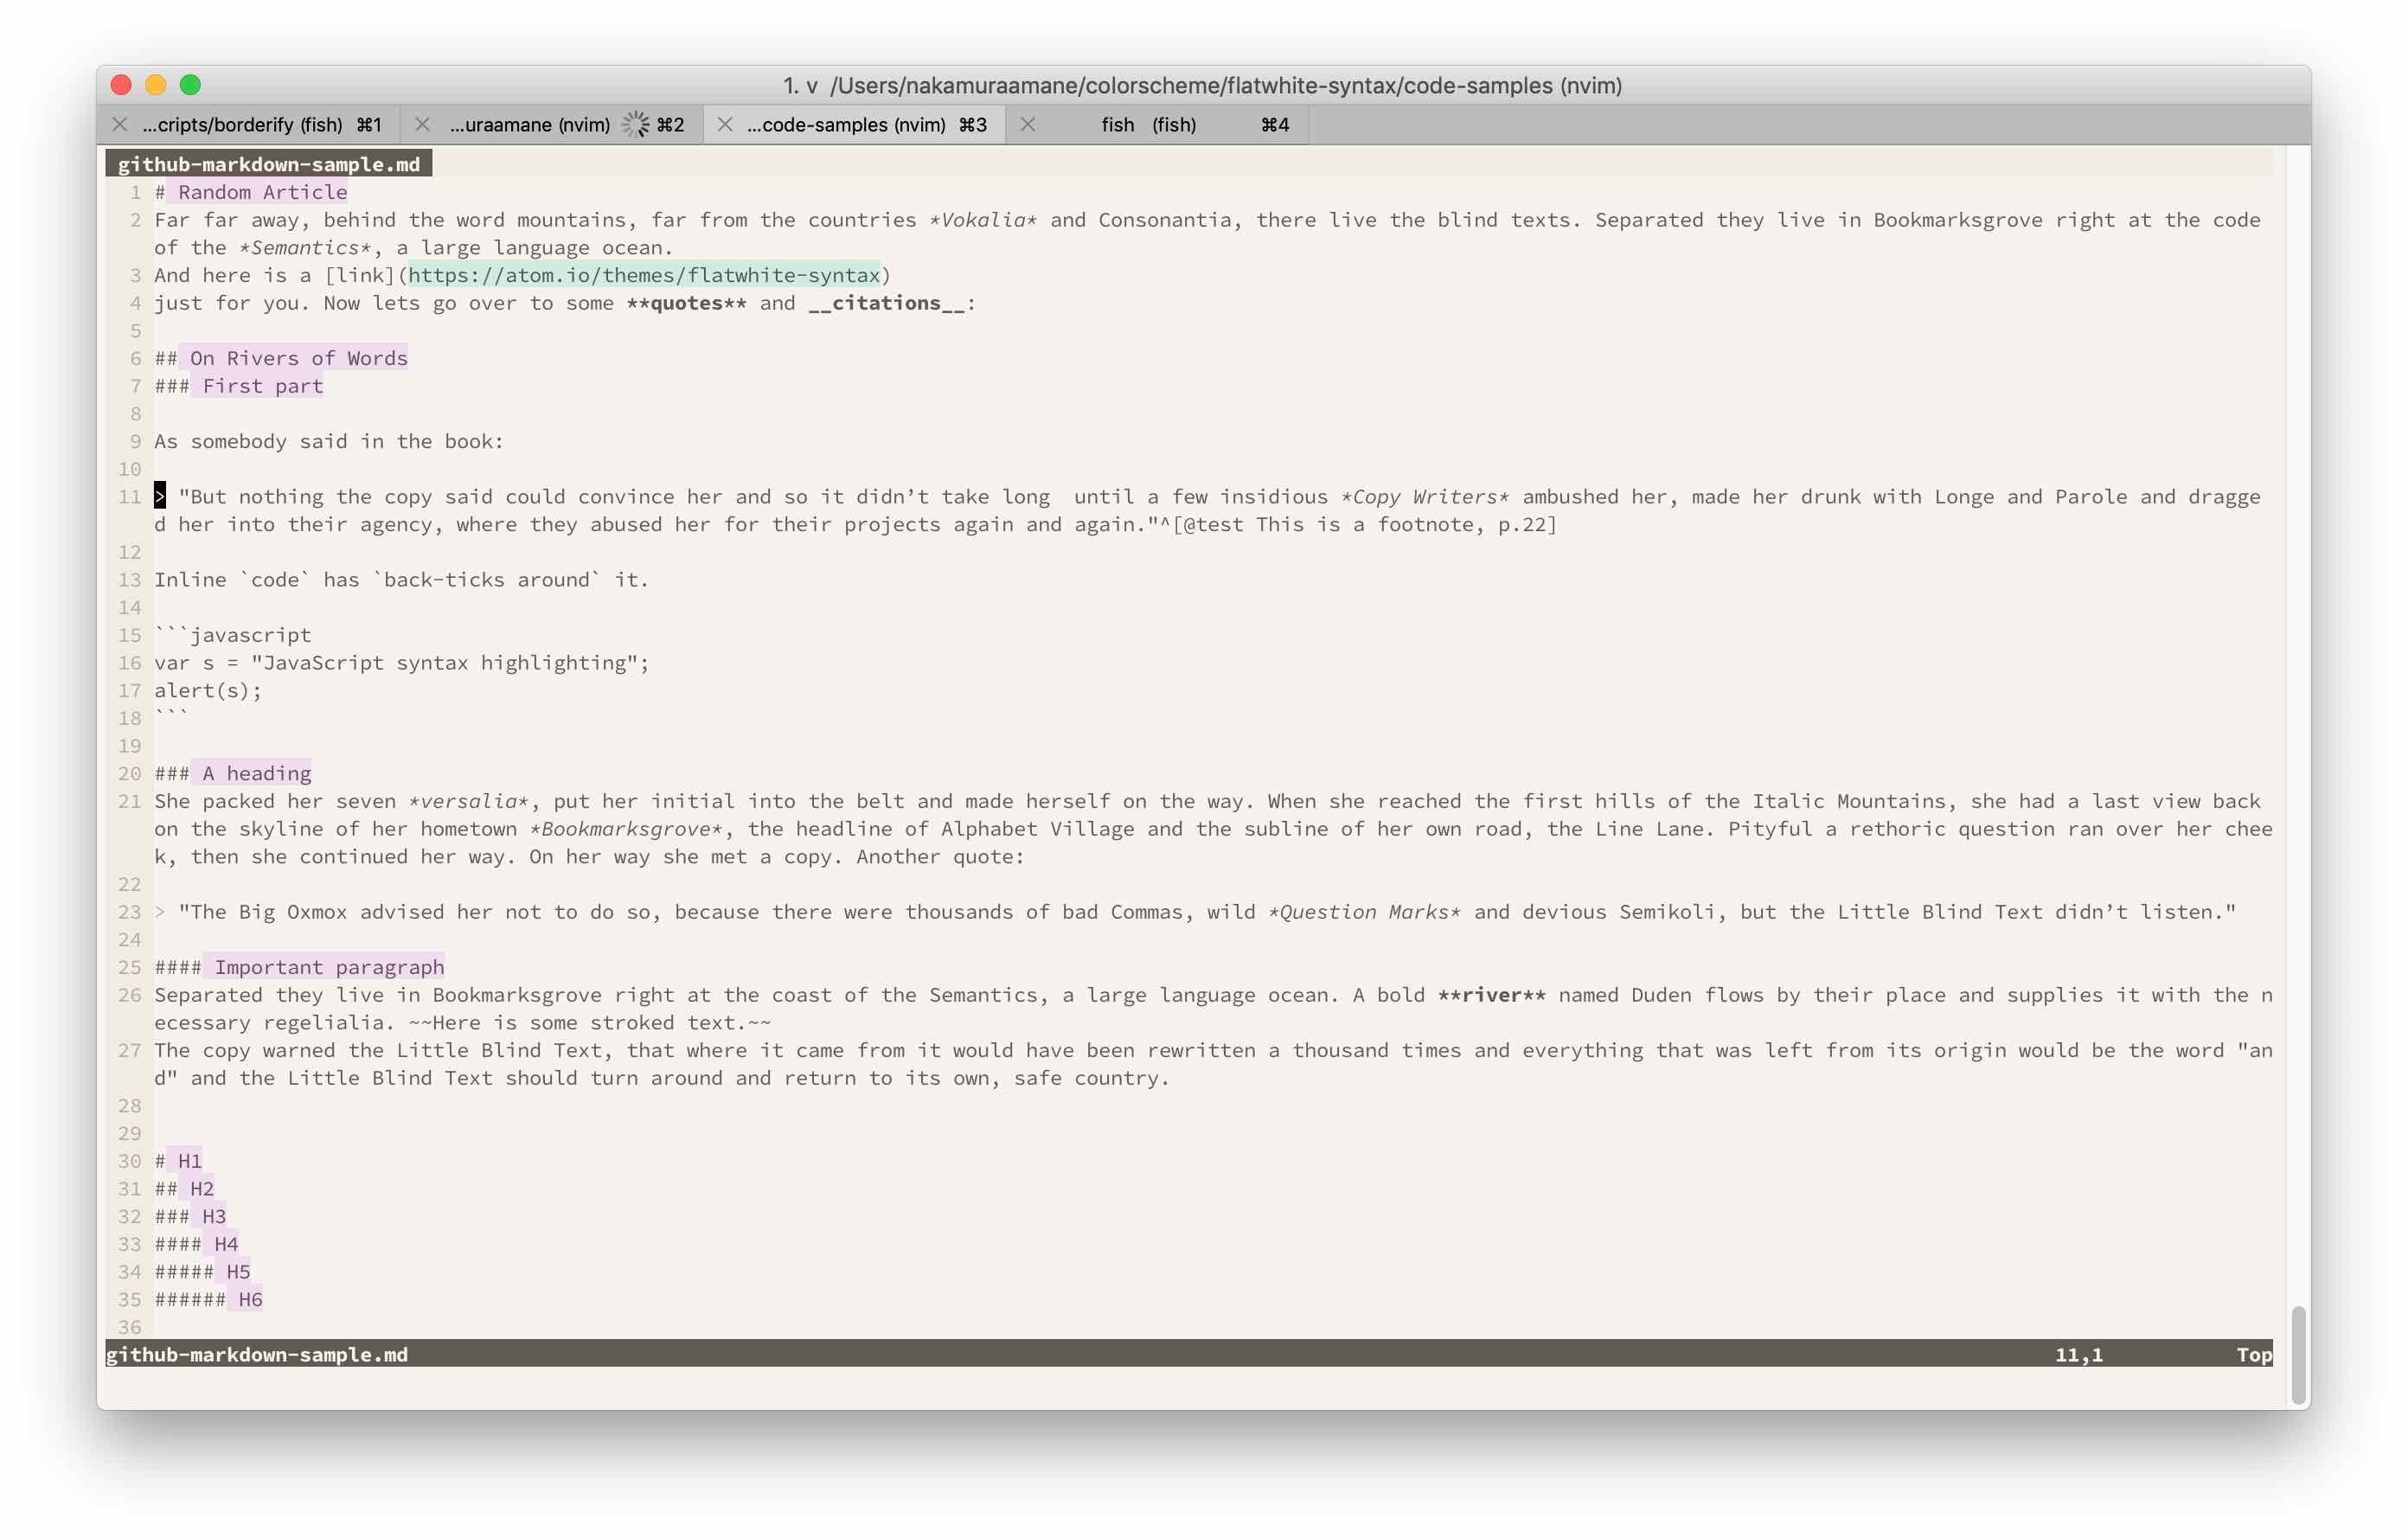 1. v  /Users/nakamuraamane/colorscheme/flatwhite-syntax/code-samples (nvim)
...cripts/borderify (fish) ⌘1 ...uraamane (nvim) ⌘2 ...code-samples (nvim) ⌘3 fish (fish) ⌘4
github-markdown-sample.md
1 # Random Article
2 Far far away, behind the word mountains, far from the countries *Vokalia* and Consonantia, there live the blind texts. Separated they live in Bookmarksgrove right at the code
of the *Semantics*, a large language ocean.
3 And here is a [link](https://atom.io/themes/flatwhite-syntax)
4 just for you. Now lets go over to some **quotes** and __citations__:
5
6 ## On Rivers of Words
7 ### First part
8
9 As somebody said in the book:
10
11 > "But nothing the copy said could convince her and so it didn’t take long  until a few insidious *Copy Writers* ambushed her, made her drunk with Longe and Parole and dragge
d her into their agency, where they abused her for their projects again and again."^[@test This is a footnote, p.22]
12
13 Inline `code` has `back-ticks around` it.
14
15 ```javascript
16 var s = "JavaScript syntax highlighting";
17 alert(s);
18 ```
19
20 ### A heading
21 She packed her seven *versalia*, put her initial into the belt and made herself on the way. When she reached the first hills of the Italic Mountains, she had a last view back
on the skyline of her hometown *Bookmarksgrove*, the headline of Alphabet Village and the subline of her own road, the Line Lane. Pityful a rethoric question ran over her chee
k, then she continued her way. On her way she met a copy. Another quote:
22
23 > "The Big Oxmox advised her not to do so, because there were thousands of bad Commas, wild *Question Marks* and devious Semikoli, but the Little Blind Text didn’t listen."
24
25 #### Important paragraph
26 Separated they live in Bookmarksgrove right at the coast of the Semantics, a large language ocean. A bold **river** named Duden flows by their place and supplies it with the n
ecessary regelialia. ~~Here is some stroked text.~~
27 The copy warned the Little Blind Text, that where it came from it would have been rewritten a thousand times and everything that was left from its origin would be the word "an
d" and the Little Blind Text should turn around and return to its own, safe country.
28
29
30 # H1
31 ## H2
32 ### H3
33 #### H4
34 ##### H5
35 ###### H6
36
github-markdown-sample.md 11,1 Top